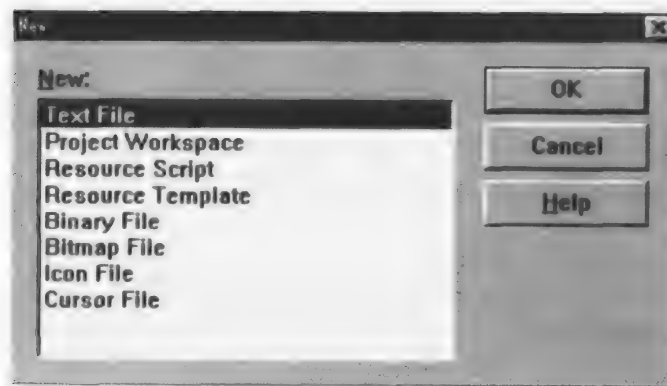 New
New:
Text File
Project Workspace
Resource Script
Resource Template
Binary File
Bitmap File
Icon File
Cursor File
OK
Cancel
Help